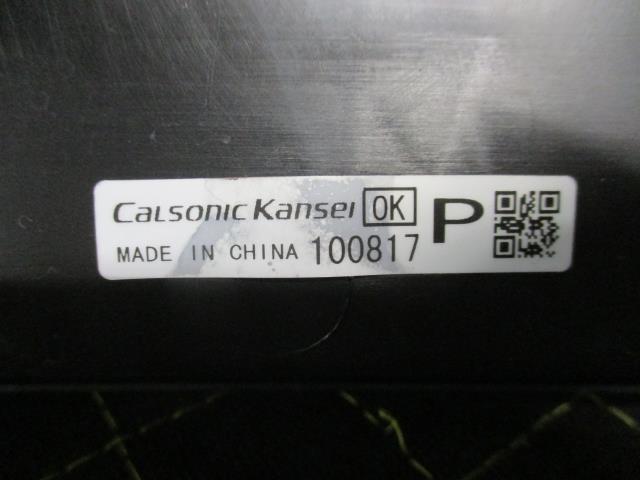 CALSONIC KANSEI OK P
MADE IN CHINA 100817